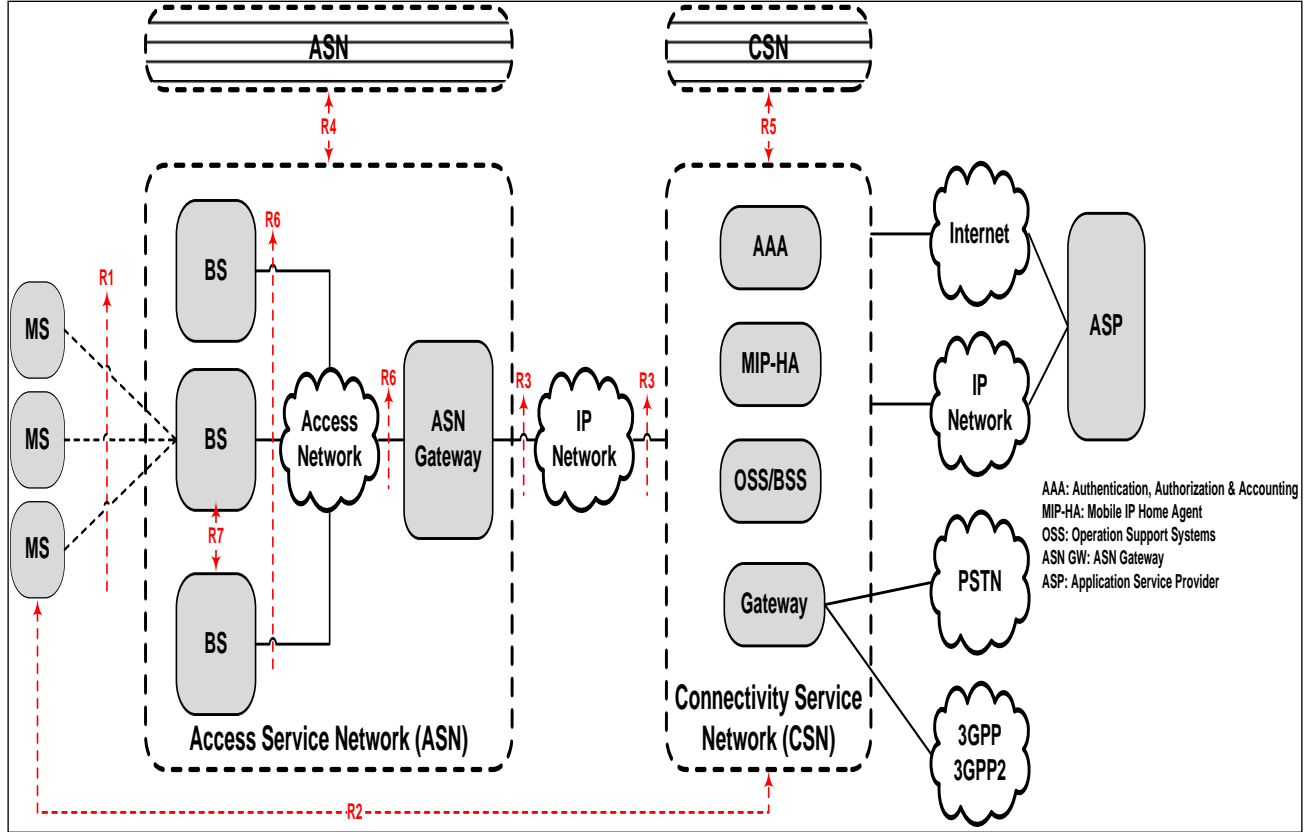 ASN
CSN
R4
R5
R6
R1
BS
AAA
Internet
MS
ASP
MIP-HA
R6
R3
R3
IP
Network
MS
BS
Access
Network
ASN
Gateway
IP
Network
OSS/BSS
AAA: Authentication, Authorization & Accounting
MIP-HA: Mobile IP Home Agent
OSS: Operation Support Systems
ASN GW: ASN Gateway
ASP: Application Service Provider
MS
R7
BS
Gateway
PSTN
Access Service Network (ASN)
Connectivity Service
Network (CSN)
3GPP
3GPP2
R2